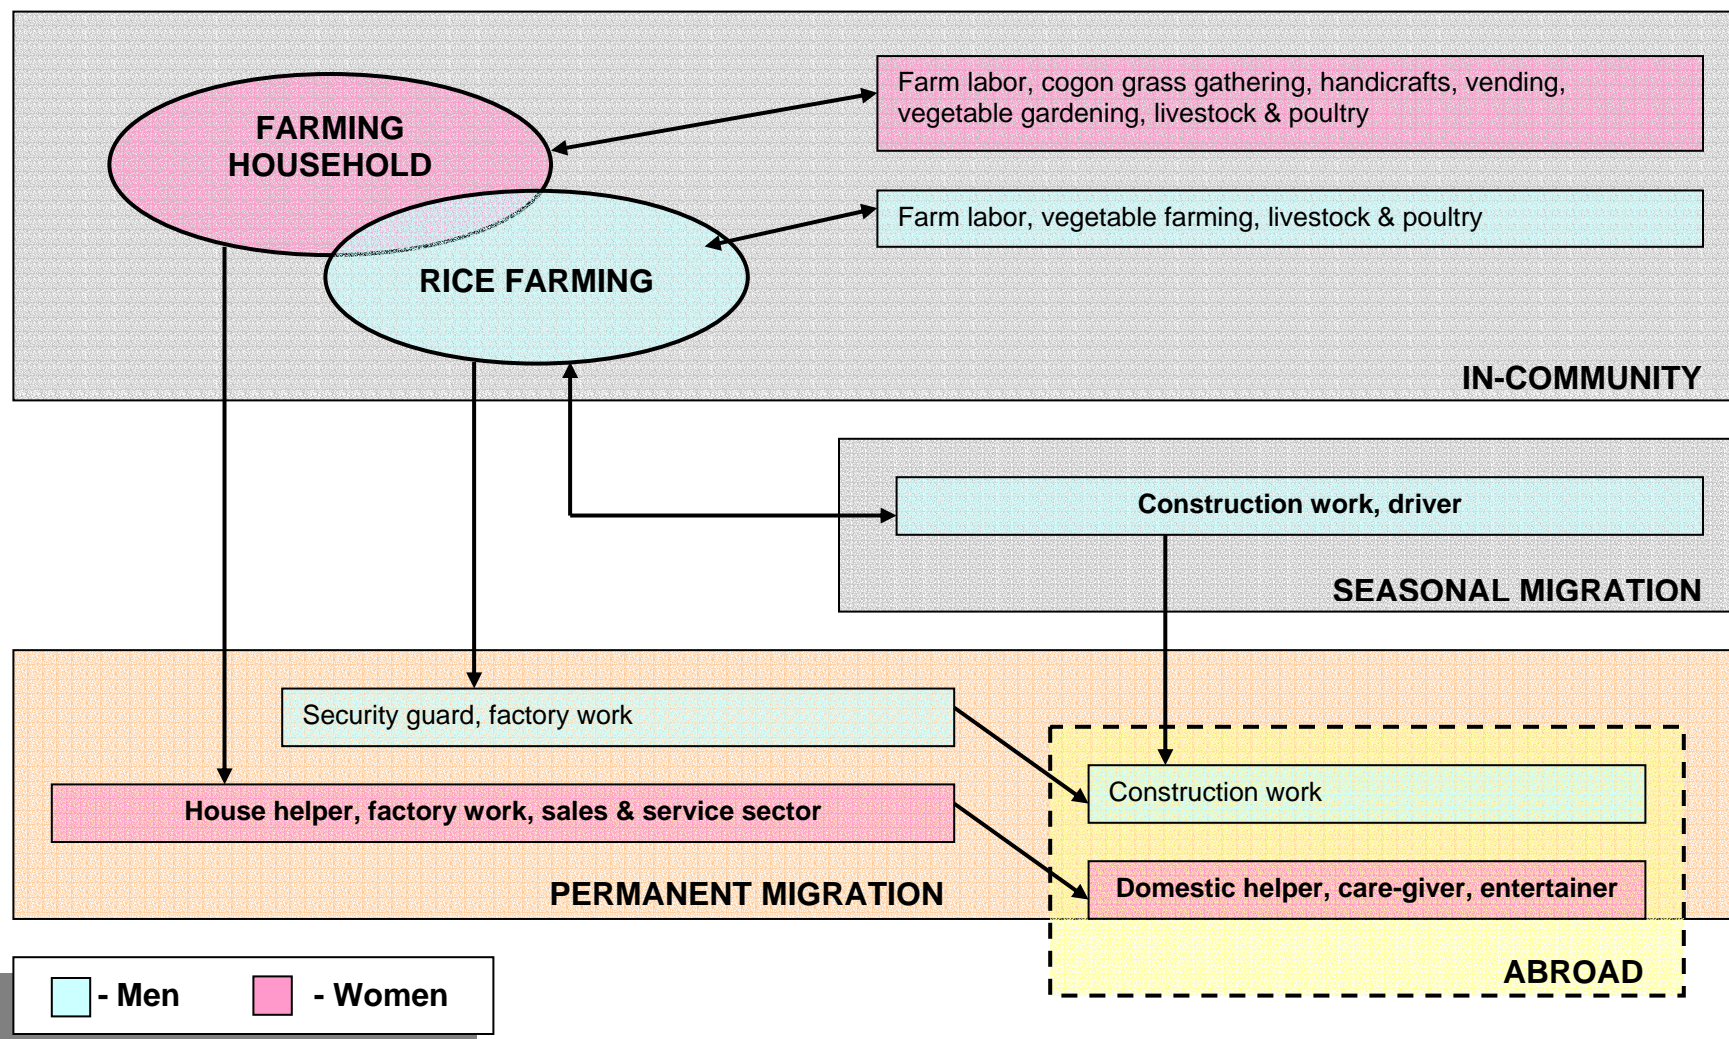 FARMING
HOUSEHOLD
Farm labor, cogon grass gathering, handicrafts, vending,
vegetable gardening, livestock & poultry
Farm labor, vegetable farming, livestock & poultry
RICE FARMING
IN-COMMUNITY
Construction work, driver
SEASONAL MIGRATION
Security guard, factory work
Construction work
House helper, factory work, sales & service sector
Domestic helper, care-giver, entertainer
PERMANENT MIGRATION
ABROAD
- Men
- Women